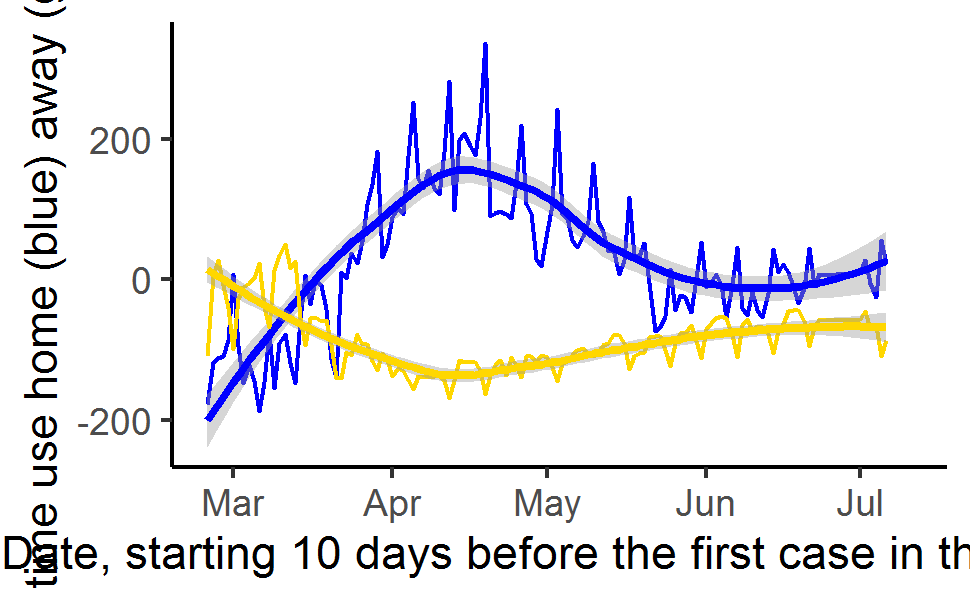 time use home (blue) away (g
200
0
-200
Mar Apr May Jun Jul
Date, starting 10 days before the first case in th